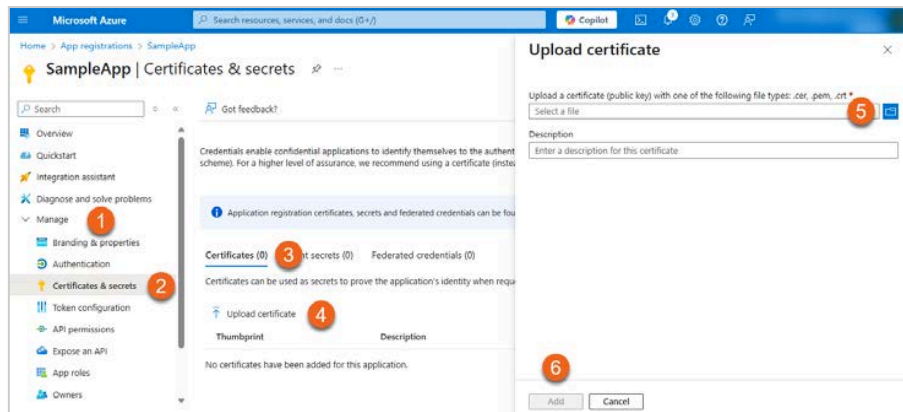 Microsoft Azure
Search resources, services, and docs (G+/)
Copilot
Home > App registrations > SampleApp
SampleApp | Certificates & secrets
Search
Got feedback?
Overview
Quickstart
Integration assistant
Diagnose and solve problems
Manage
1
Branding & properties
Authentication
Certificates & secrets
2
Token configuration
API permissions
Expose an API
App roles
Owners
Credentials enable confidential applications to identify themselves to the authent
scheme). For a higher level of assurance, we recommend using a certificate (instea
Application registration certificates, secrets and federated credentials can be fou
Certificates (0)
3
nt secrets (0)
Federated credentials (0)
Certificates can be used as secrets to prove the application's identity when reque
Upload certificate
4
Thumbprint
Description
No certificates have been added for this application.
Upload certificate
Upload a certificate (public key) with one of the following file types: .cer, .pem, .crt *
Select a file
5
Description
Enter a description for this certificate
6
Add
Cancel